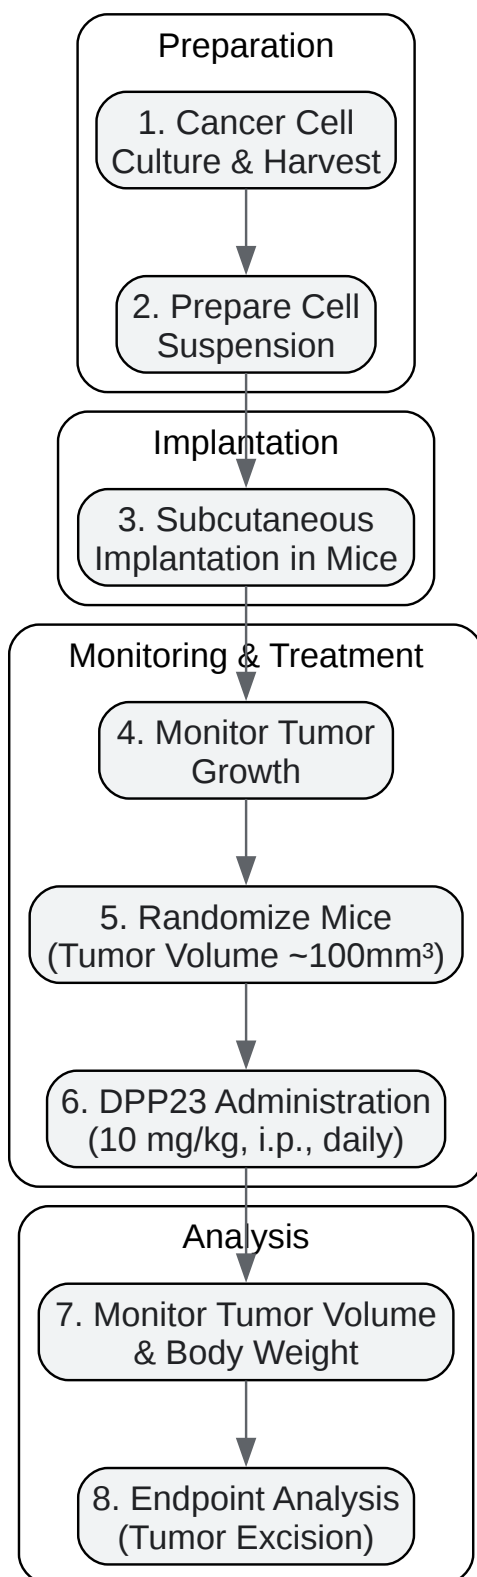 Preparation
1. Cancer Cell
Culture & Harvest
2. Prepare Cell
Suspension
Implantation
3. Subcutaneous
Implantation in Mice
Monitoring & Treatment
4. Monitor Tumor
Growth
5. Randomize Mice
(Tumor Volume ~100mm³)
6. DPP23 Administration
(10 mg/kg, i.p., daily)
Analysis
7. Monitor Tumor Volume
& Body Weight
8. Endpoint Analysis
(Tumor Excision)